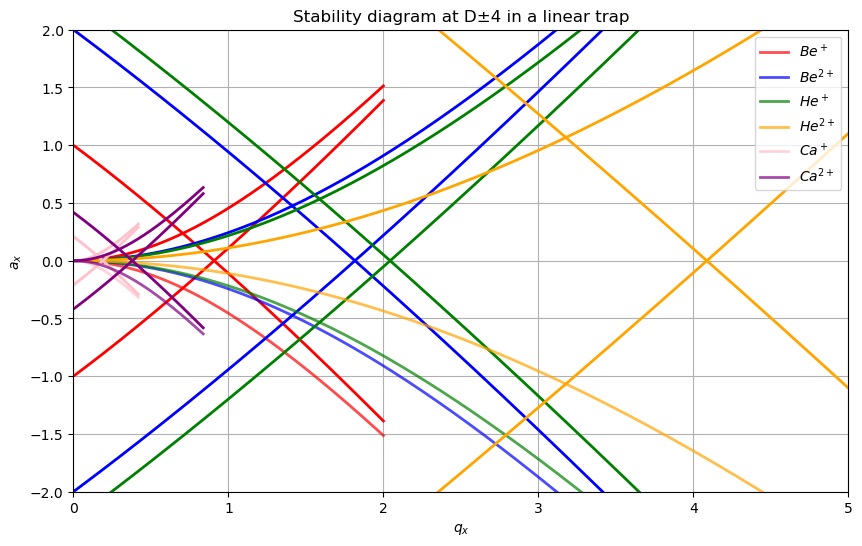 Stability diagram at D±4 in a linear trap
2.0
1.5
1.0
0.5
0.0
−0.5
−1.0
−1.5
−2.0
aₓ
Be⁺
Be²⁺
He⁺
He²⁺
Ca⁺
Ca²⁺
0 1 2 3 4 5
qₓ